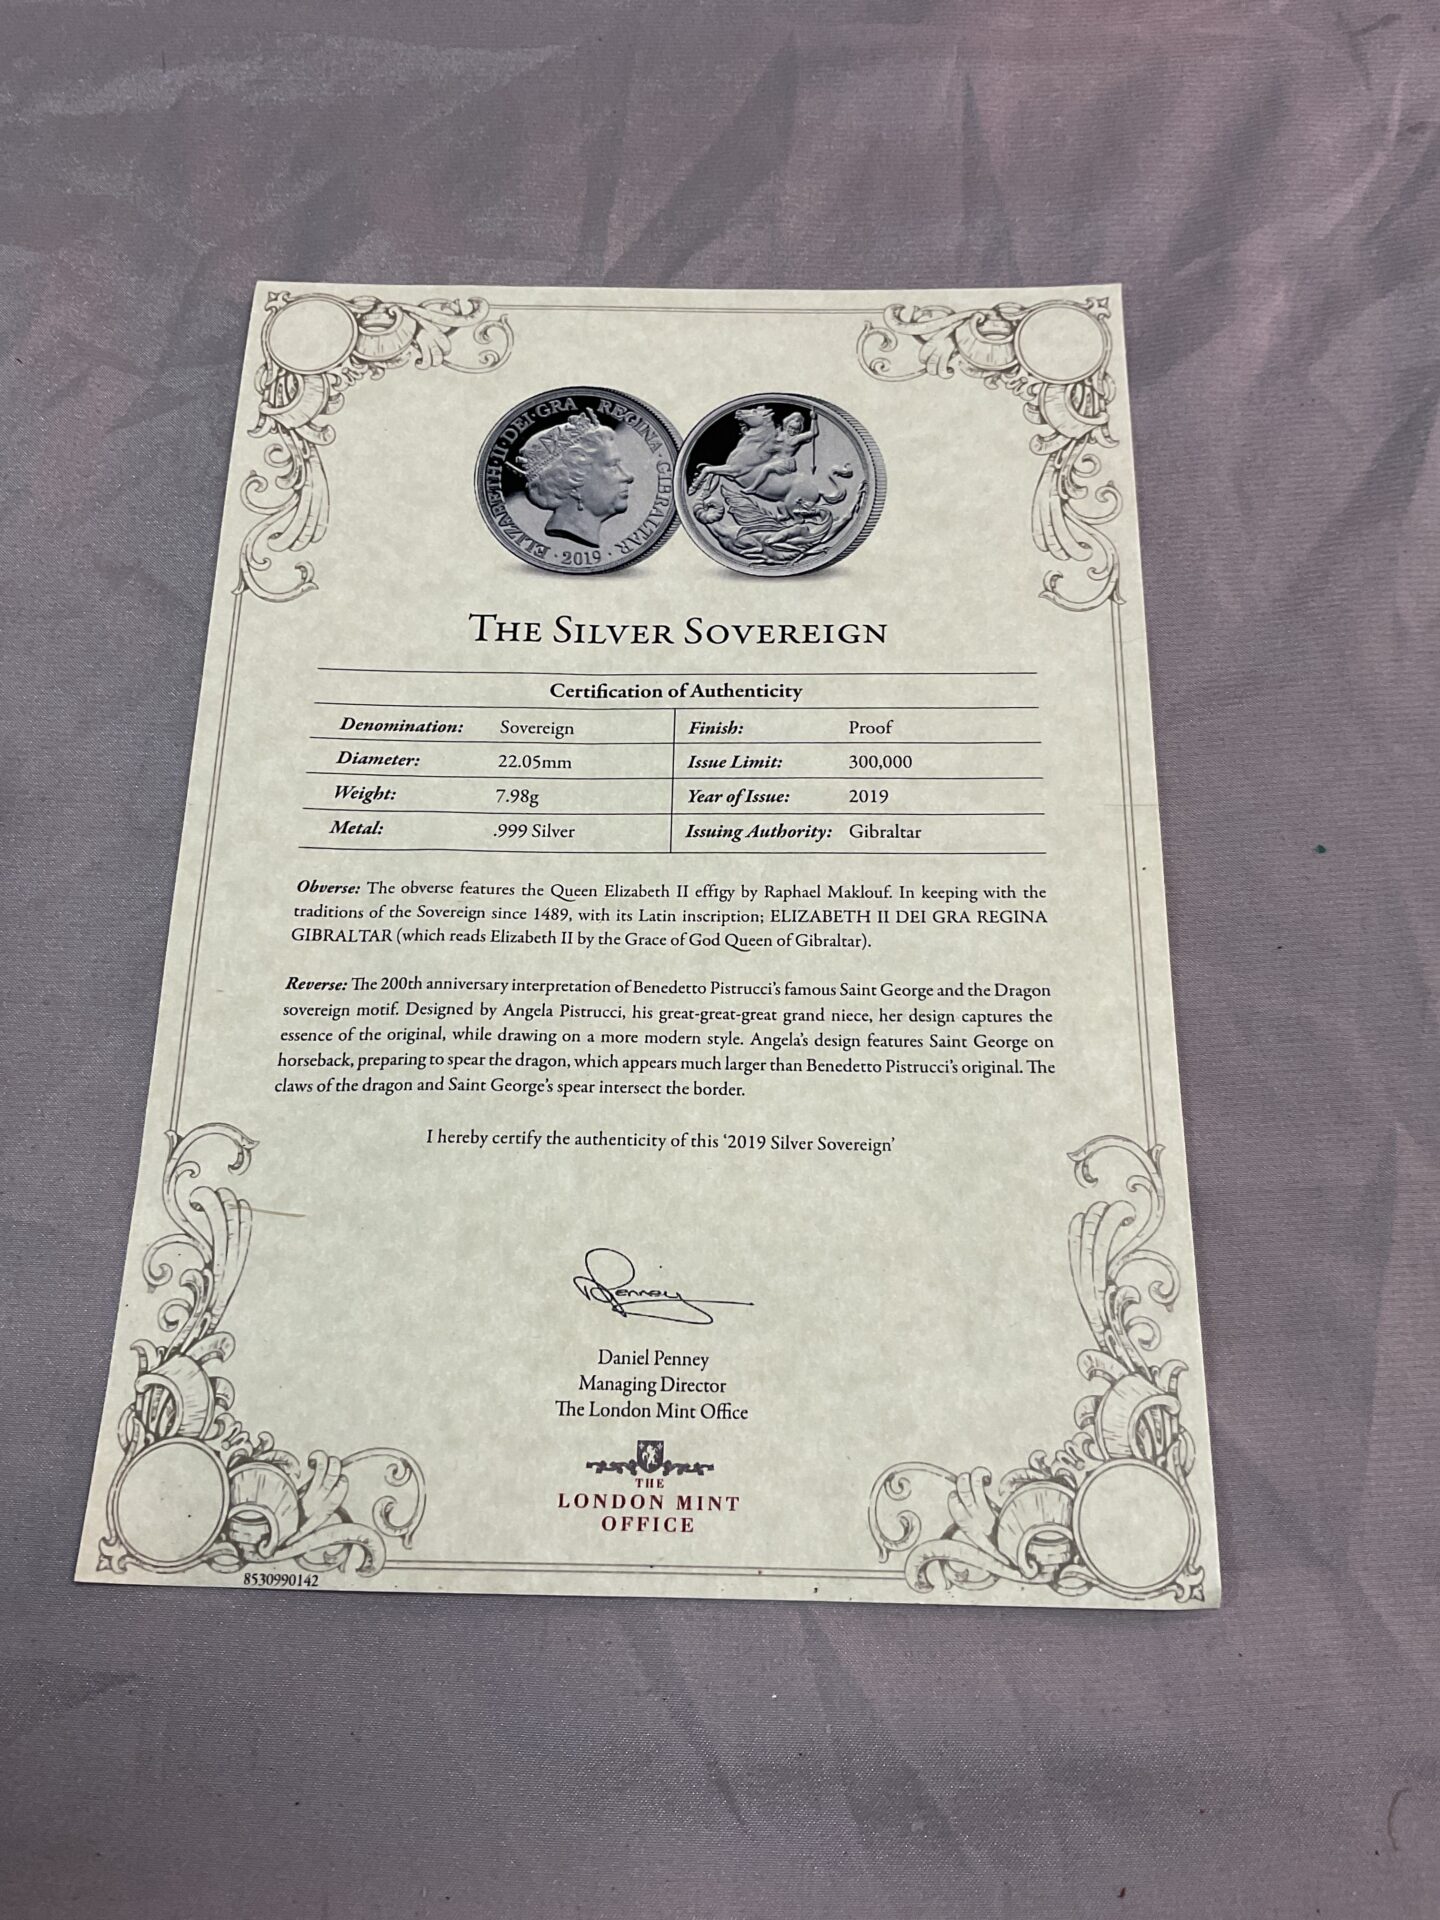 ELIZABETH·II·DEI·GRA REGINA·GIBRALTAR
·2019·
THE SILVER SOVEREIGN
Certification of Authenticity
Denomination: Sovereign Finish: Proof
Diameter: 22.05mm Issue Limit: 300,000
Weight: 7.98g Year of Issue: 2019
Metal: .999 Silver Issuing Authority: Gibraltar
Obverse: The obverse features the Queen Elizabeth II effigy by Raphael Maklouf. In keeping with the
traditions of the Sovereign since 1489, with its Latin inscription; ELIZABETH II DEI GRA REGINA
GIBRALTAR (which reads Elizabeth II by the Grace of God Queen of Gibraltar).
Reverse: The 200th anniversary interpretation of Benedetto Pistrucci's famous Saint George and the Dragon
sovereign motif. Designed by Angela Pistrucci, his great-great-great grand niece, her design captures the
essence of the original, while drawing on a more modern style. Angela's design features Saint George on
horseback, preparing to spear the dragon, which appears much larger than Benedetto Pistrucci's original. The
claws of the dragon and Saint George's spear intersect the border.
I hereby certify the authenticity of this ‘2019 Silver Sovereign’
DPenney
Daniel Penney
Managing Director
The London Mint Office
THE
LONDON MINT
OFFICE
8530990142